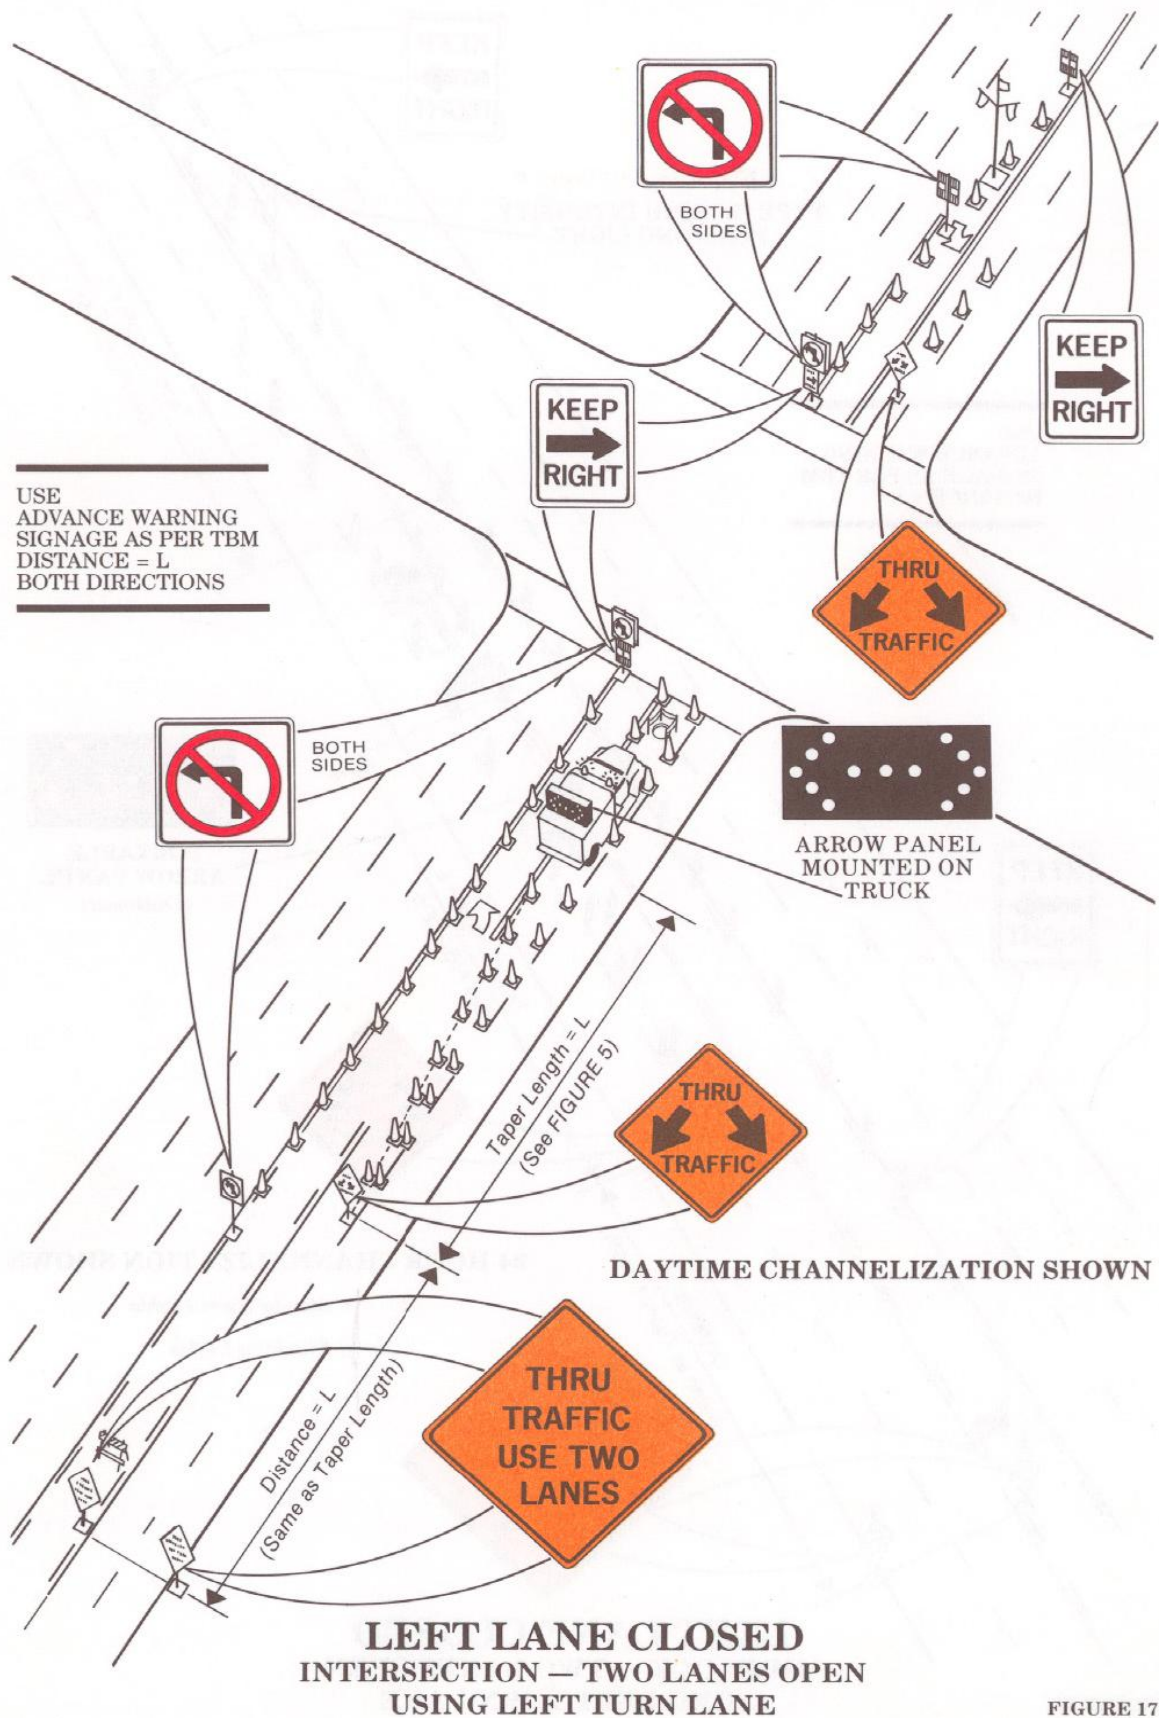 BOTH
SIDES
KEEP
RIGHT
KEEP
RIGHT
USE
ADVANCE WARNING
SIGNAGE AS PER TBM
DISTANCE = L
BOTH DIRECTIONS
THRU
TRAFFIC
BOTH
SIDES
ARROW PANEL
MOUNTED ON
TRUCK
Taper Length = L
(See FIGURE 5)
THRU
TRAFFIC
DAYTIME CHANNELIZATION SHOWN
THRU
TRAFFIC
USE TWO
LANES
Distance = L
(Same as Taper Length)
LEFT LANE CLOSED
INTERSECTION — TWO LANES OPEN
USING LEFT TURN LANE
FIGURE 17